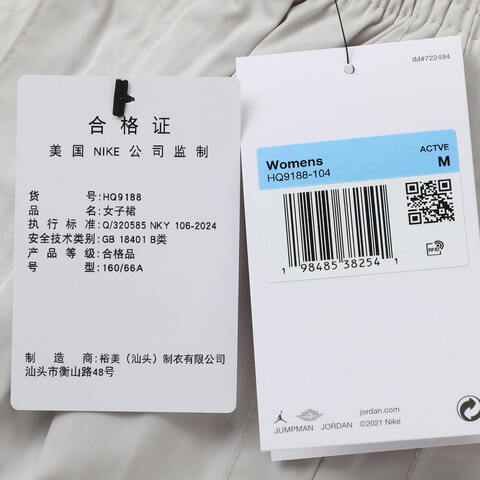 合格证
美国 NIKE 公司监制
货号:HQ9188
品名:女子裙
执行标准:Q/320585 NKY 106-2024
安全技术类别:GB 18401 B类
产品等级:合格品
号型:160/66A
制造商:裕美(汕头)制衣有限公司
汕头市衡山路48号
IM#722494
ACTVE
Womens
M
HQ9188-104
RFID
1 98485 38254 1
jordan.com
JUMPMAN JORDAN ©2021 Nike